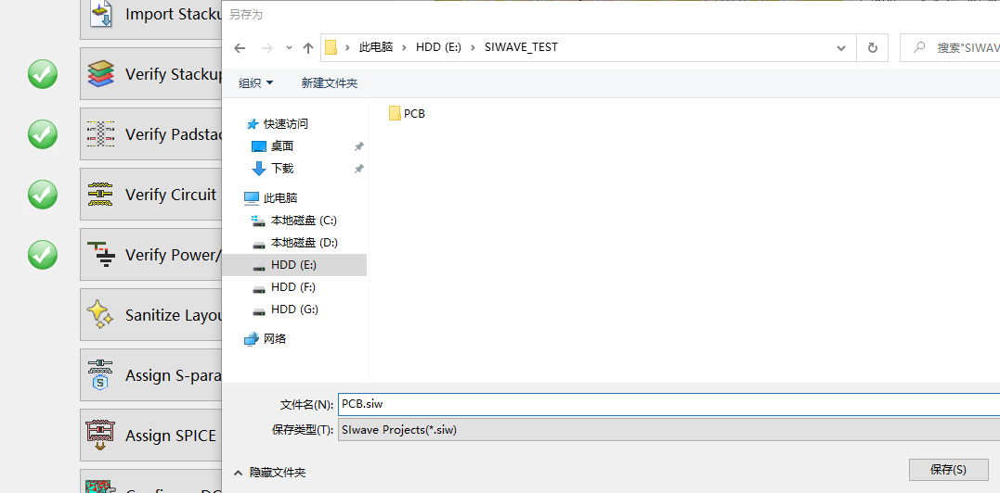 Import Stacku
Verify Stackup
Verify Padstac
Verify Circuit
Verify Power/
Sanitize Layou
Assign S-para
Assign SPICE
另存为
此电脑 › HDD (E:) › SIWAVE_TEST
搜索"SIWAV
组织 新建文件夹
快速访问
桌面
下载
此电脑
本地磁盘 (C:)
本地磁盘 (D:)
HDD (E:)
HDD (F:)
HDD (G:)
网络
PCB
文件名(N): PCB.siw
保存类型(T): SIwave Projects(*.siw)
隐藏文件夹
保存(S)